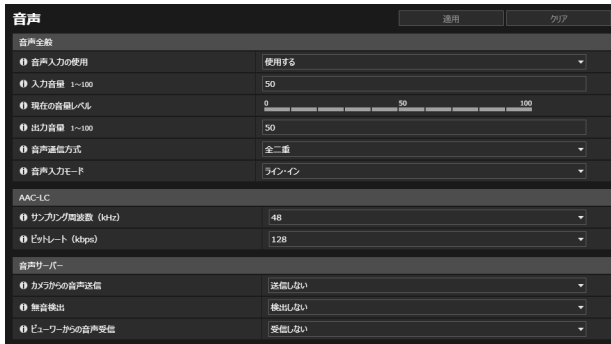 音声
適用 クリア
音声全般
音声入力の使用 使用する
入力音量 1~100 50
現在の音量レベル 0 50 100
出力音量 1~100 50
音声通信方式 全二重
音声入力モード ライン・イン
AAC-LC
サンプリング周波数 (kHz) 48
ビットレート (kbps) 128
音声サーバー
カメラからの音声送信 送信しない
無音検出 検出しない
ビューワーからの音声受信 受信しない